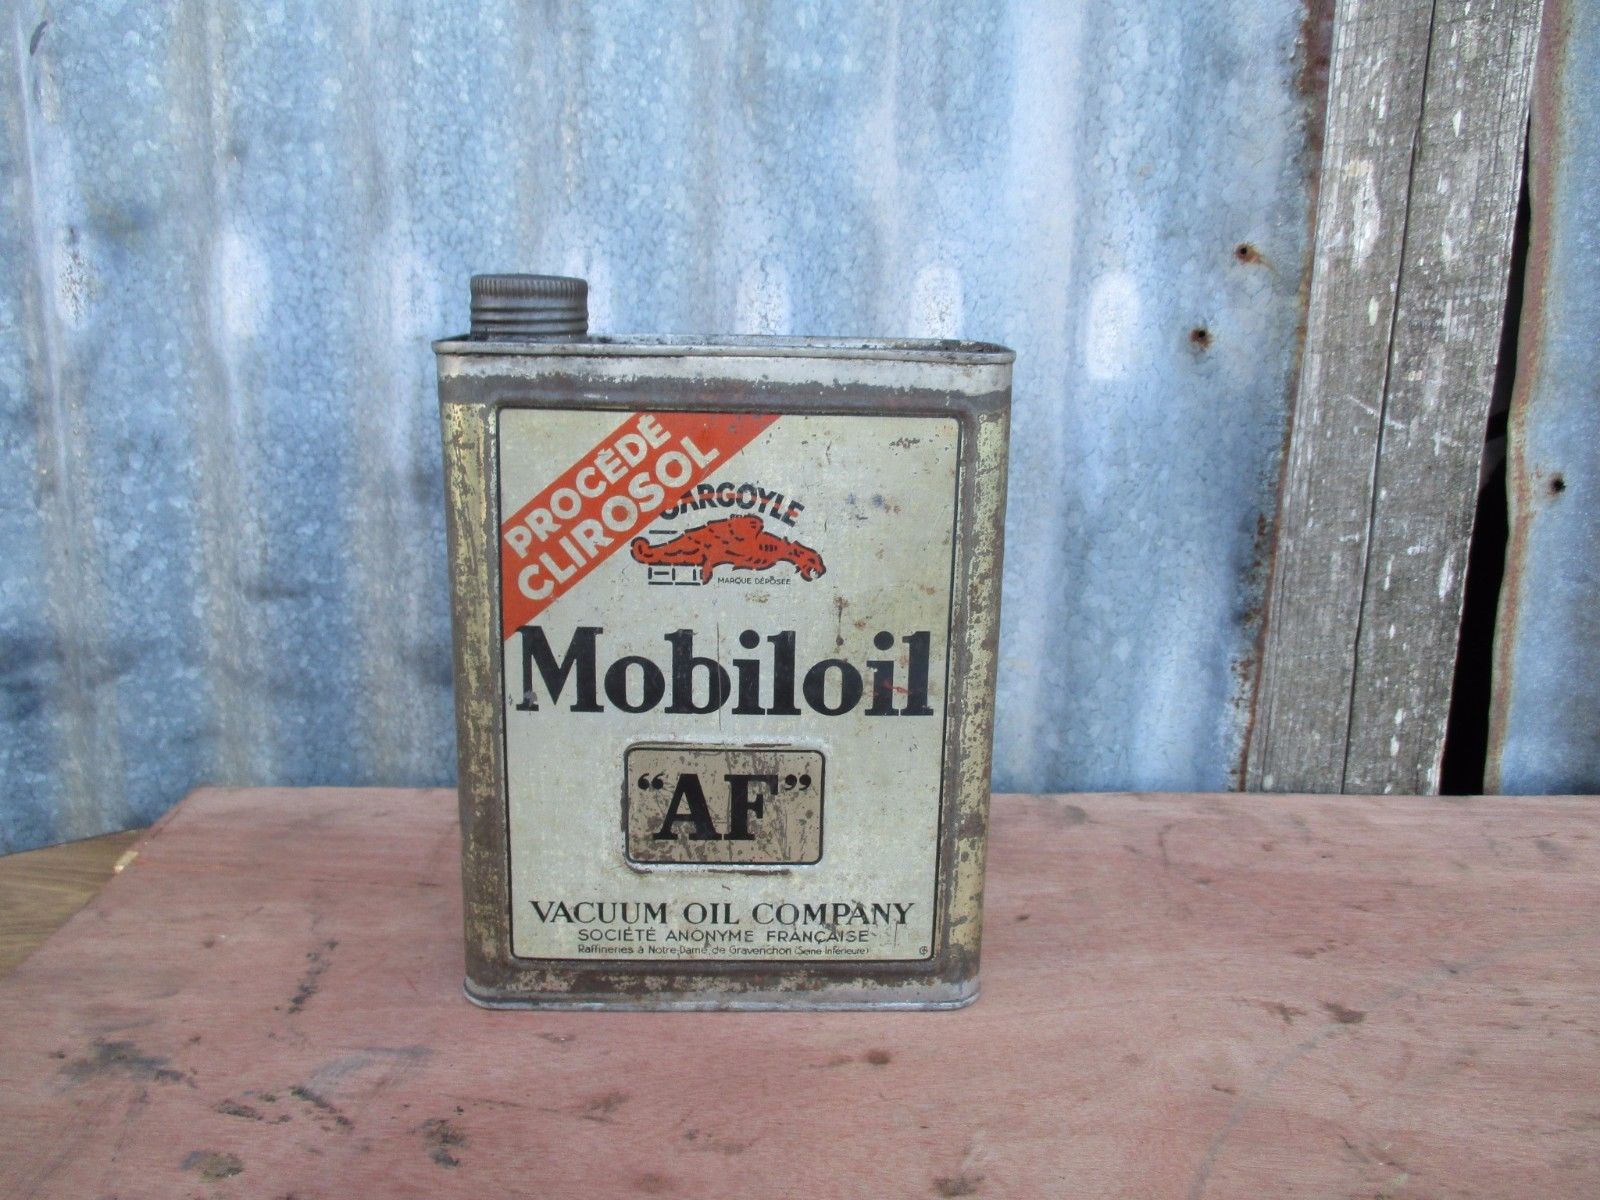 PROCÉDÉ
CLIROSOL
GARGOYLE
MARQUE DÉPOSÉE
Mobiloil
“AF”
VACUUM OIL COMPANY
SOCIÉTÉ ANONYME FRANÇAISE
Raffineries à Notre-Dame de Gravenchon (Seine Inférieure)